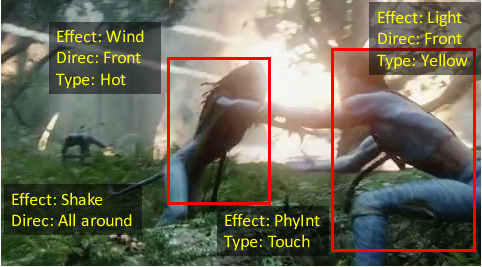 Effect: Wind
Direc: Front
Type: Hot
Effect: Light
Direc: Front
Type: Yellow
Effect: Shake
Direc: All around
Effect: PhyInt
Type: Touch